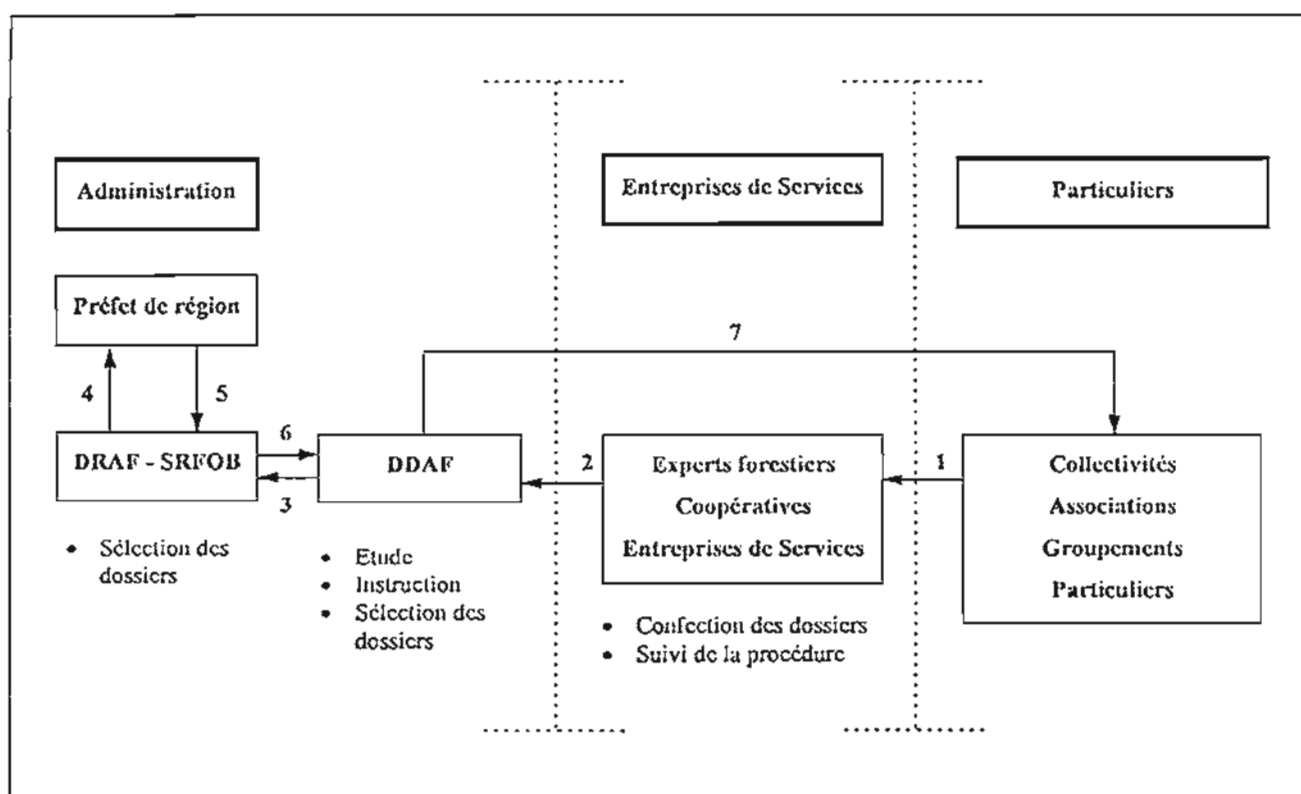 Administration
Entreprises de Services
Particuliers
Préfet de région
7
4
5
DRAF - SRFOB
6
3
DDAF
2
Experts forestiers
Coopératives
Entreprises de Services
1
Collectivités
Associations
Groupements
Particuliers
• Sélection des
dossiers
• Etude
• Instruction
• Sélection des
dossiers
• Confection des dossiers
• Suivi de la procédure